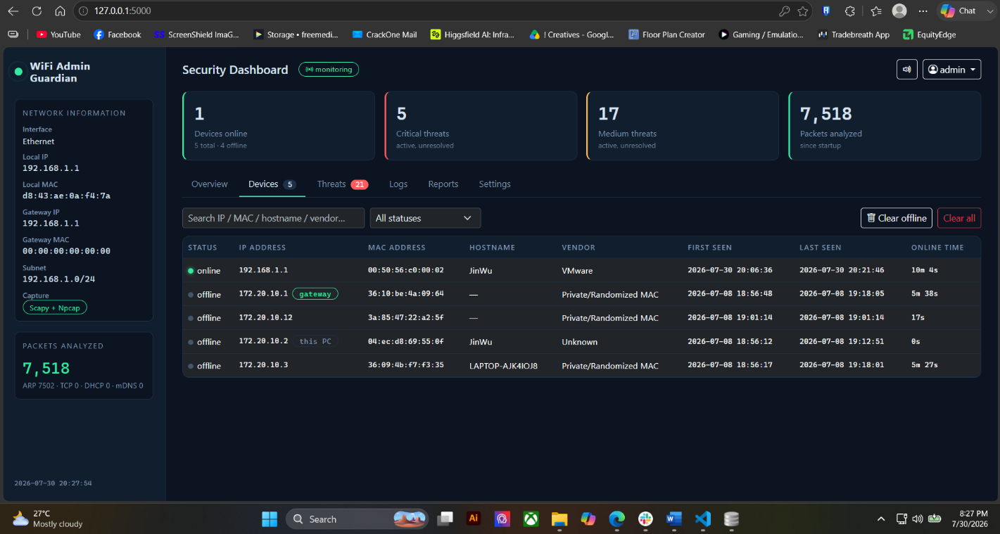 127.0.0.1:5000
Chat
YouTube
Facebook
ScreenShield ImaG...
Storage • freemedi...
CrackOne Mail
Higgsfield AI: Infra...
! Creatives - Googl...
Floor Plan Creator
Gaming / Emulatio...
Tradebreath App
EquityEdge
WiFi Admin
Guardian
NETWORK INFORMATION
Interface
Ethernet
Local IP
192.168.1.1
Local MAC
d8:43:ae:0a:f4:7a
Gateway IP
192.168.1.1
Gateway MAC
00:00:00:00:00:00
Subnet
192.168.1.0/24
Capture
Scapy + Npcap
PACKETS ANALYZED
7,518
ARP 7502 · TCP 0 · DHCP 0 · mDNS 0
2026-07-30 20:27:54
Security Dashboard
monitoring
admin
1
Devices online
5 total · 4 offline
5
Critical threats
active, unresolved
17
Medium threats
active, unresolved
7,518
Packets analyzed
since startup
Overview
Devices 5
Threats 21
Logs
Reports
Settings
Search IP / MAC / hostname / vendor...
All statuses
Clear offline
Clear all
STATUS IP ADDRESS MAC ADDRESS HOSTNAME VENDOR FIRST SEEN LAST SEEN ONLINE TIME
online 192.168.1.1 00:50:56:c0:00:02 JinWu VMware 2026-07-30 20:06:36 2026-07-30 20:21:46 10m 4s
offline 172.20.10.1 gateway 36:10:be:4a:09:64 — Private/Randomized MAC 2026-07-08 18:56:48 2026-07-08 19:18:05 5m 38s
offline 172.20.10.12 3a:85:47:22:a2:5f — Private/Randomized MAC 2026-07-08 19:01:14 2026-07-08 19:01:14 17s
offline 172.20.10.2 this PC 04:ec:d8:69:55:0f JinWu Unknown 2026-07-08 18:56:12 2026-07-08 19:12:51 0s
offline 172.20.10.3 36:09:4b:f7:f3:35 LAPTOP-AJK4IOJ8 Private/Randomized MAC 2026-07-08 18:56:17 2026-07-08 19:18:01 5m 27s
27°C
Mostly cloudy
Search
Ai
W
8:27 PM
7/30/2026